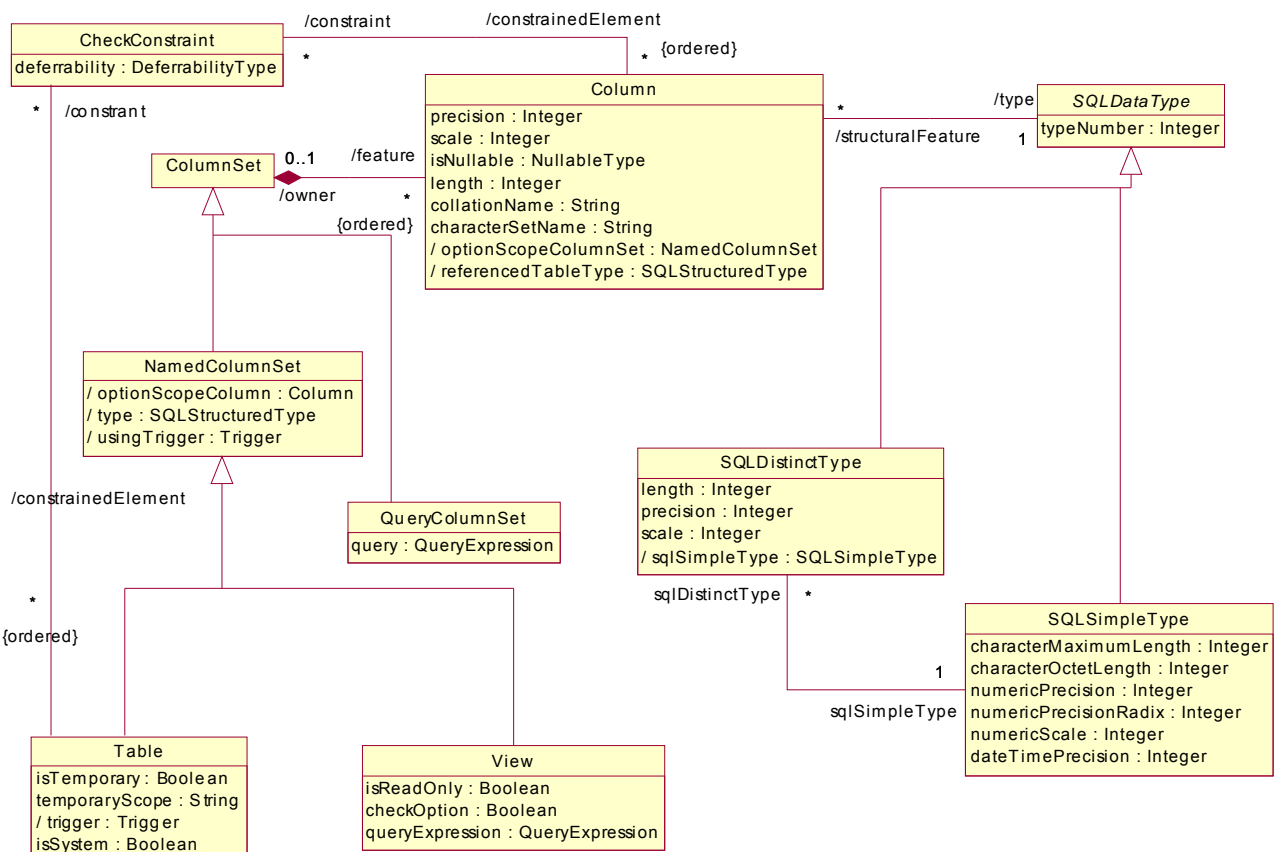 /constraint
/constrainedElement
CheckConstraint
deferrability : DeferrabilityType
*
*
{ordered}
Column
precision : Integer
scale : Integer
isNullable : NullableType
length : Integer
collationName : String
characterSetName : String
/ optionScopeColumnSet : NamedColumnSet
/ referencedTableType : SQLStructuredType
*
/type
/structuralFeature
1
SQLDataType
typeNumber : Integer
*
/constrant
ColumnSet
0..1
/feature
/owner
*
{ordered}
NamedColumnSet
/ optionScopeColumn : Column
/ type : SQLStructuredType
/ usingTrigger : Trigger
/constrainedElement
QueryColumnSet
query : QueryExpression
SQLDistinctType
length : Integer
precision : Integer
scale : Integer
/ sqlSimpleType : SQLSimpleType
sqlDistinctType
*
1
sqlSimpleType
SQLSimpleType
characterMaximumLength : Integer
characterOctetLength : Integer
numericPrecision : Integer
numericPrecisionRadix : Integer
numericScale : Integer
dateTimePrecision : Integer
*
{ordered}
Table
isTemporary : Boolean
temporaryScope : String
/ trigger : Trigger
isSystem : Boolean
View
isReadOnly : Boolean
checkOption : Boolean
queryExpression : QueryExpression